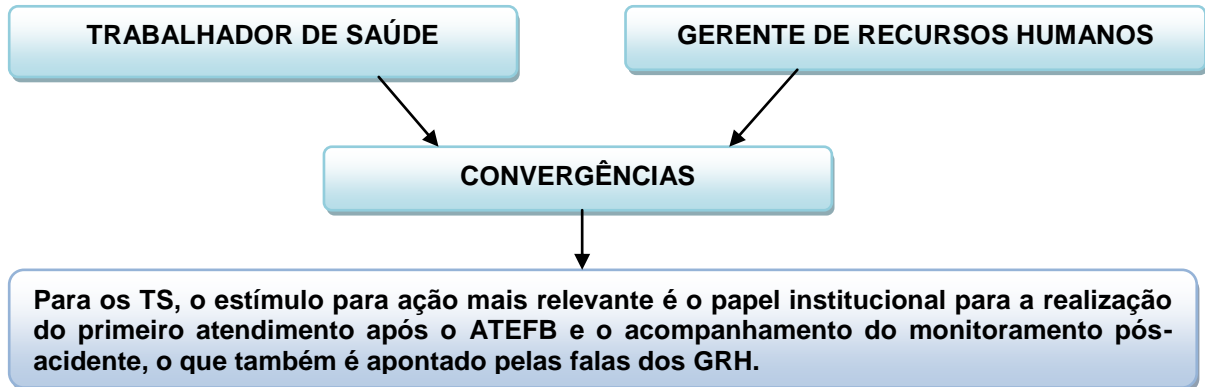 TRABALHADOR DE SAÚDE
GERENTE DE RECURSOS HUMANOS
CONVERGÊNCIAS
Para os TS, o estímulo para ação mais relevante é o papel institucional para a realização
do primeiro atendimento após o ATEFB e o acompanhamento do monitoramento pós-
acidente, o que também é apontado pelas falas dos GRH.